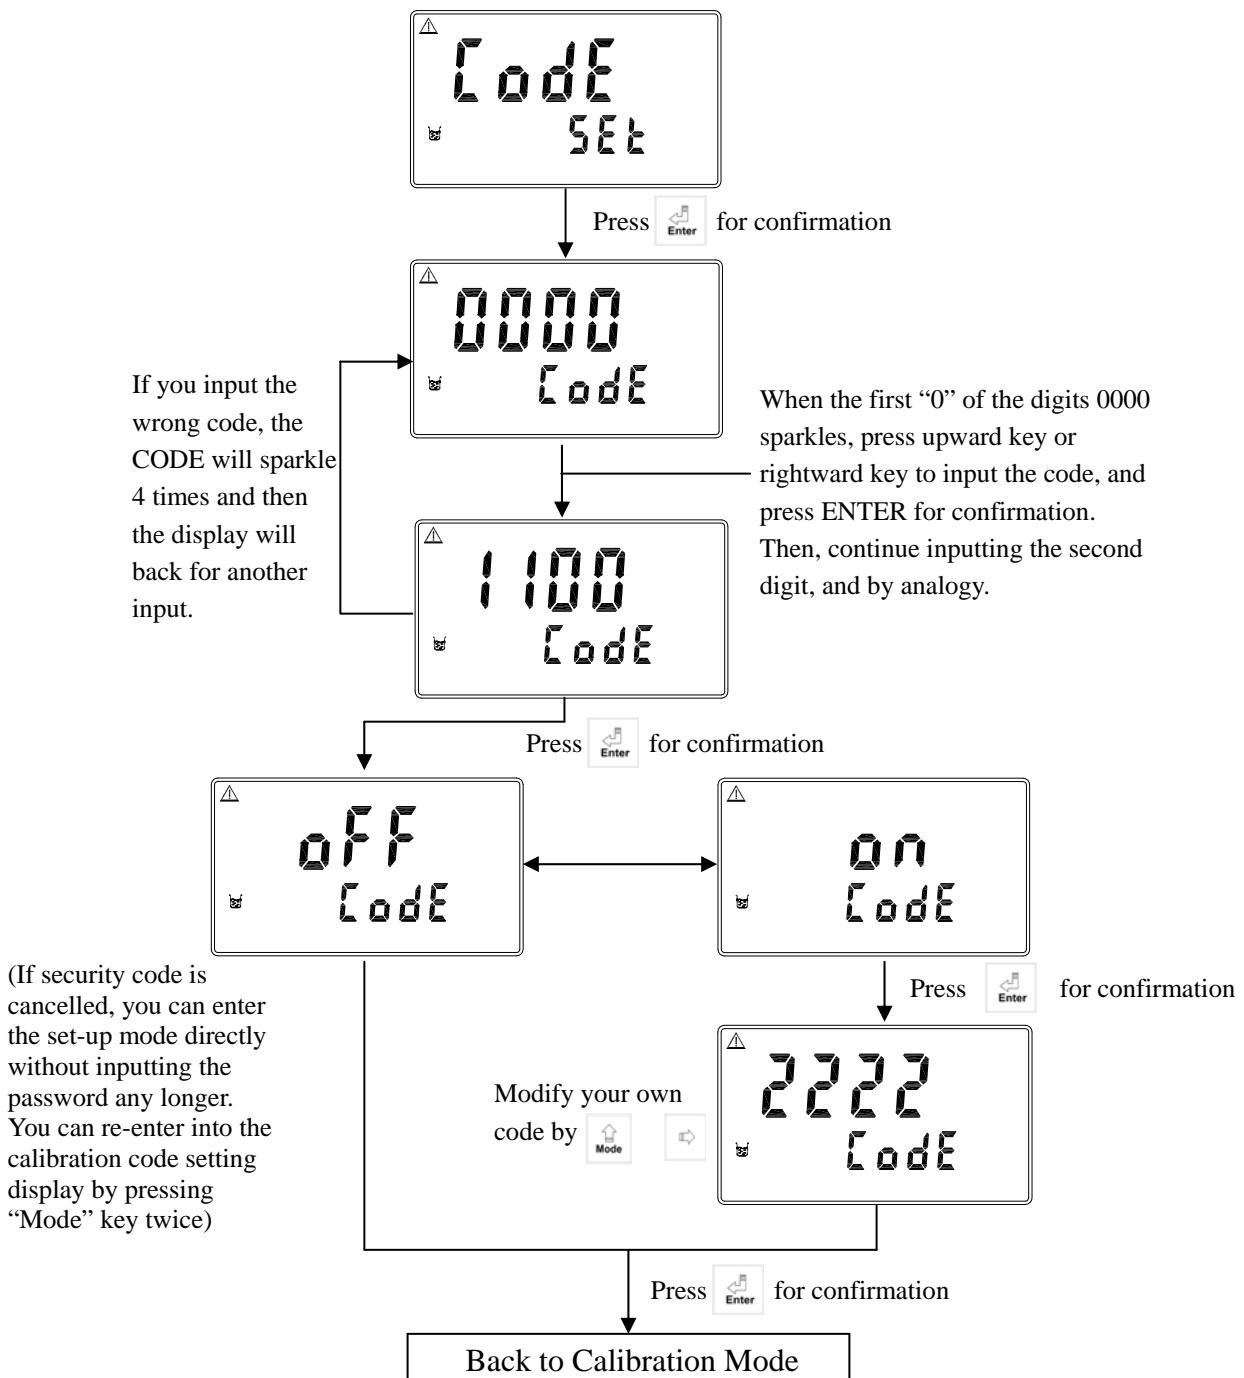 CodE
SEt
Press Enter for confirmation
0000
CodE
If you input the
wrong code, the
CODE will sparkle
4 times and then
the display will
back for another
input.
When the first “0” of the digits 0000
sparkles, press upward key or
rightward key to input the code, and
press ENTER for confirmation.
Then, continue inputting the second
digit, and by analogy.
1100
CodE
Press Enter for confirmation
oFF
CodE
on
CodE
(If security code is
cancelled, you can enter
the set-up mode directly
without inputting the
password any longer.
You can re-enter into the
calibration code setting
display by pressing
“Mode” key twice)
Press Enter for confirmation
Modify your own
code by Mode
2222
CodE
Press Enter for confirmation
Back to Calibration Mode